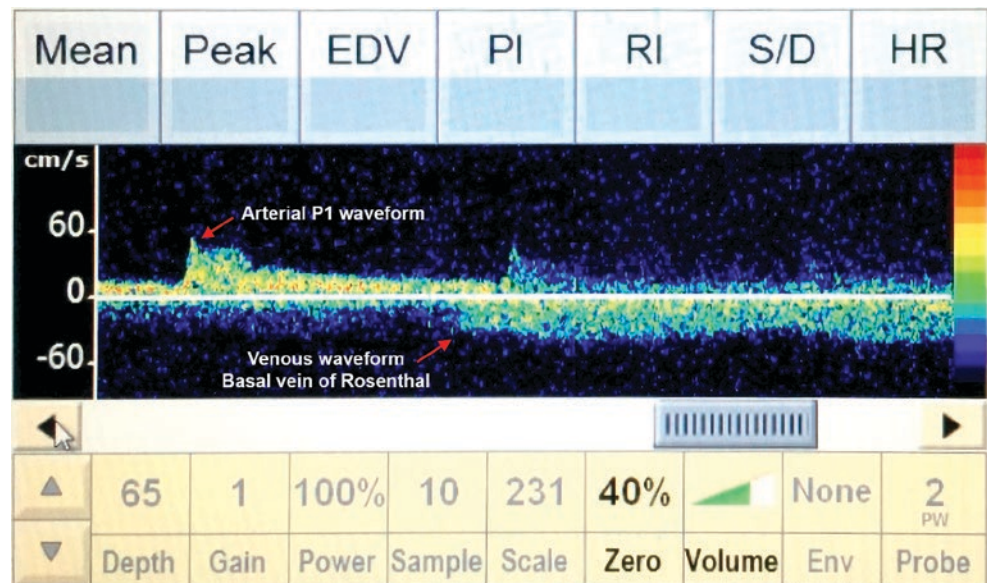 Mean Peak EDV PI RI S/D HR
cm/s
60
Arterial P1 waveform
0
-60
Venous waveform
Basal vein of Rosenthal
65 1 100% 10 231 40% None 2
PW
Depth Gain Power Sample Scale Zero Volume Env Probe